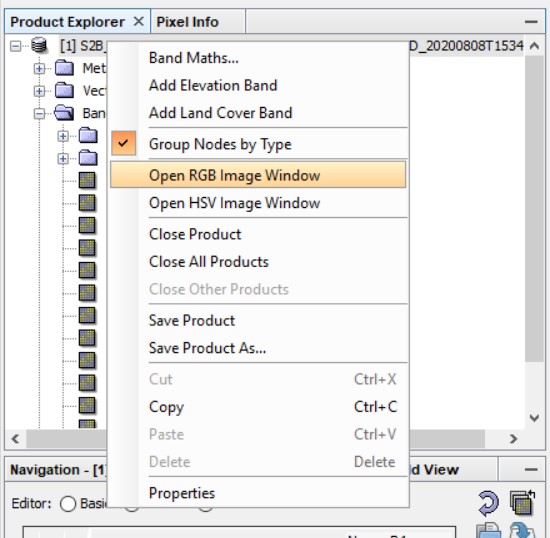 Product Explorer × Pixel Info
[1] S2B_ D_20200808T1534
Met
Vec
Ban
Band Maths...
Add Elevation Band
Add Land Cover Band
Group Nodes by Type
Open RGB Image Window
Open HSV Image Window
Close Product
Close All Products
Close Other Products
Save Product
Save Product As...
Cut Ctrl+X
Copy Ctrl+C
Paste Ctrl+V
Delete Delete
Properties
Navigation - [1] ld View
Editor: Basi